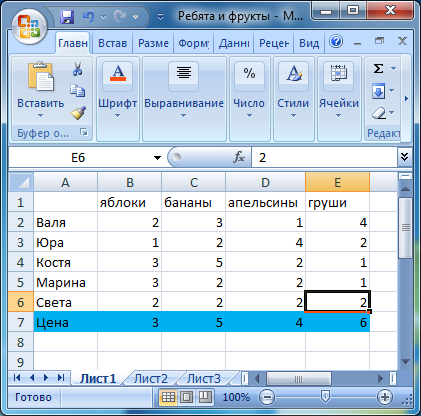 Ребята и фрукты - M...
Главн Встав Разме Форму Данны Рецен Вид
Вставить Шрифт Выравнивание Число Стили Ячейки
Буфер о... Редакти
E6 fx 2
A B C D E
1 яблоки бананы апельсины груши
2 Валя 2 3 1 4
3 Юра 1 2 4 2
4 Костя 3 5 2 1
5 Марина 3 2 2 1
6 Света 2 2 2 2
7 Цена 3 5 4 6
8
9
Лист1 Лист2 Лист3
Готово 100%